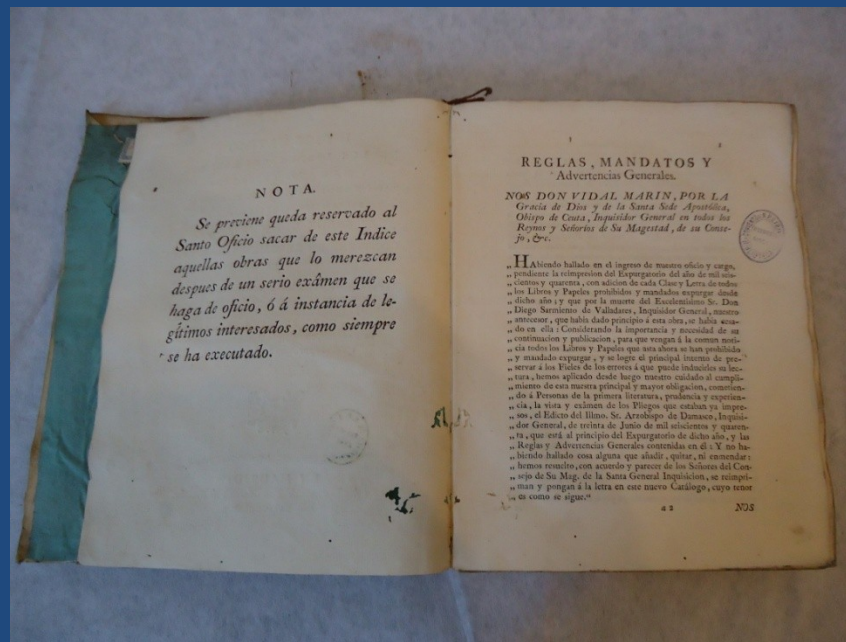 NOTA.
Se previene queda reservado al
Santo Oficio sacar de este Indice
aquellas obras que lo merezcan
despues de un serio exâmen que se
haga de oficio, ó á instancia de le-
gítimos interesados, como siempre
se ha executado.
REGLAS, MANDATOS Y
Advertencias Generales.
NOS DON VIDAL MARIN, POR LA
Gracia de Dios y de la Santa Sede Apostólica,
Obispo de Ceuta, Inquisidor General en todos los
Reynos y Señoríos de Su Magestad, de su Conse-
jo, &c.
„ HAbiendo hallado en el ingreso de nuestro oficio y cargo,
„ pendiente la reimpresion del Expurgatorio del año de mil seis-
„ cientos y quarenta, con adicion de cada Clase y Letra de todos
„ los Libros y Papeles prohibidos y mandados expurgar desde
„ dicho año; y que por la muerte del Excelentísimo Sr. Don
„ Diego Sarmiento de Valladares, Inquisidor General, nuestro
„ antecesor, que habia dado principio á esta obra, se habia cesa-
„ do en ella: Considerando la importancia y necesidad de su
„ continuacion y publicacion, para que vengan á la comun noti-
„ cia todos los Libros y Papeles que asta ahora se han prohibido
„ y mandado expurgar, y se logre el principal intento de pre-
„ servar á los Fieles de los errores á que puede inducirles su lec-
„ tura, hemos aplicado desde luego nuestro cuidado al cumpli-
„ miento de esta nuestra principal y mayor obligacion, cometien-
„ do á Personas de la primera literatura, prudencia y experien-
„ cia, la vista y exâmen de los Pliegos que estaban ya impre-
„ sos, el Edicto del Illmo. Sr. Arzobispo de Damasco, Inquisi-
„ dor General, de treinta de Junio de mil seiscientos y quaren-
„ ta, que está al principio del Expurgatorio de dicho año, y las
„ Reglas y Advertencias Generales contenidas en él: Y no ha-
„ biendo hallado cosa alguna que añadir, quitar, ni enmendar:
„ hemos resuelto, con acuerdo y parecer de los Señores del Con-
„ sejo de Su Mag. de la Santa General Inquisicion, se reimpri-
„ man y pongan á la letra en este nuevo Catálogo, cuyo tenor
„ es como se sigue.“
a 2 NOS